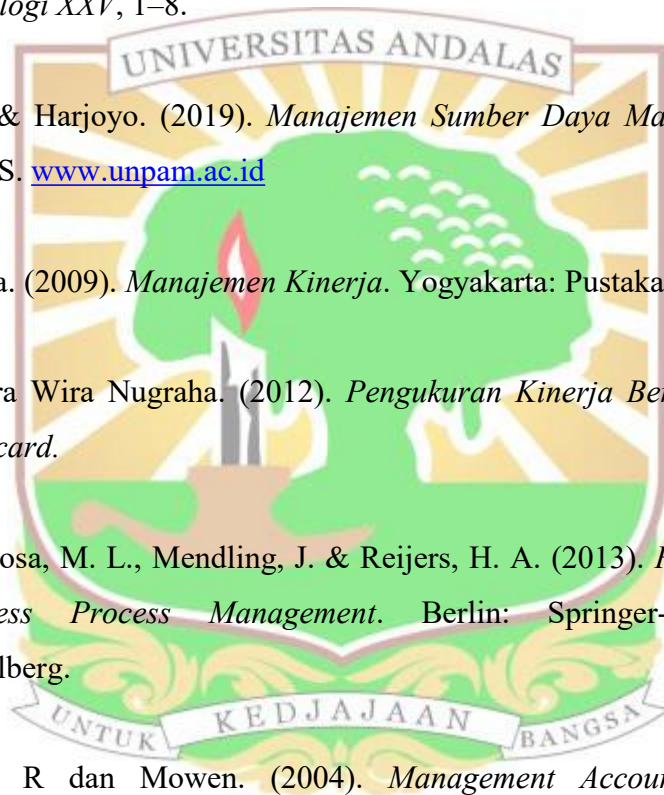 logi XXV, 1–8.
UNIVERSITAS ANDALAS
& Harjoyo. (2019). Manajemen Sumber Daya Ma
S. www.unpam.ac.id
a. (2009). Manajemen Kinerja. Yogyakarta: Pustaka
ra Wira Nugraha. (2012). Pengukuran Kinerja Ber
card.
osa, M. L., Mendling, J. & Reijers, H. A. (2013).
ess Process Management. Berlin: Springer-
lberg.
UNTUK KEDJAJAAN BANGSA
R dan Mowen. (2004). Management Accoun